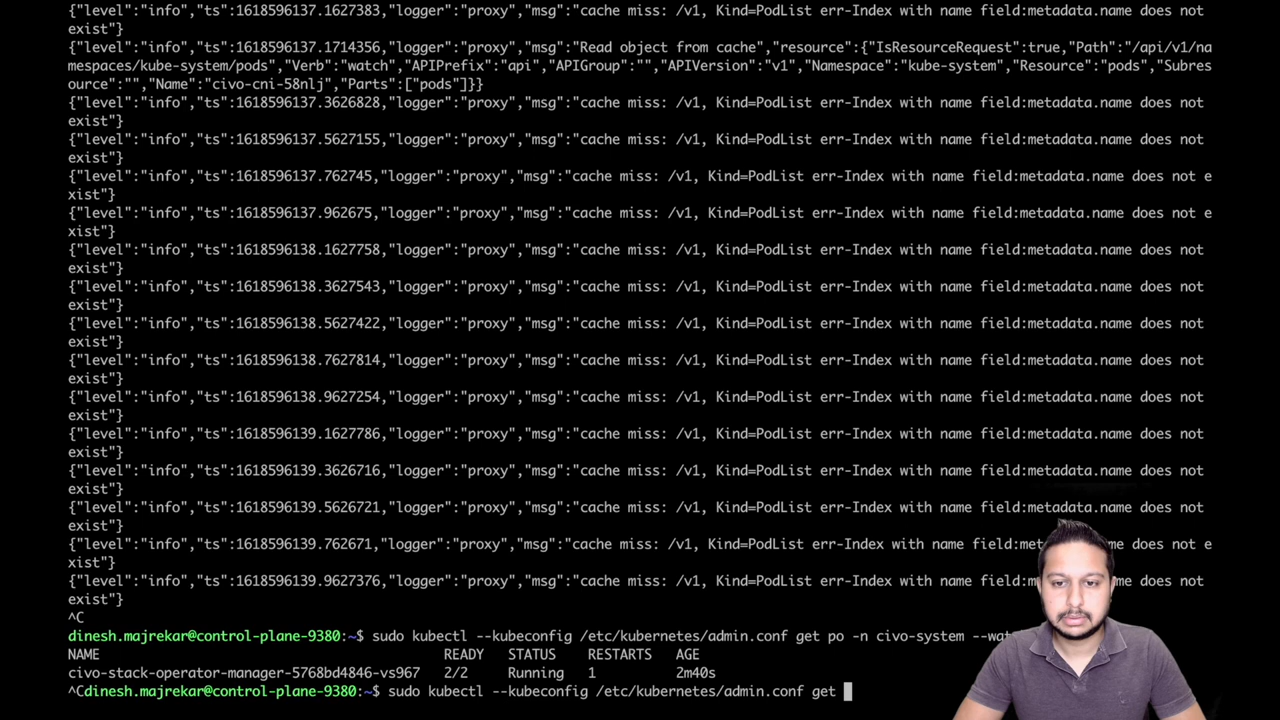 {"level":"info","ts":1618596137.1627383,"logger":"proxy","msg":"cache miss: /v1, Kind=PodList err-Index with name field:metadata.name does not
exist"}
{"level":"info","ts":1618596137.1714356,"logger":"proxy","msg":"Read object from cache","resource":{"IsResourceRequest":true,"Path":"/api/v1/na
mespaces/kube-system/pods","Verb":"watch","APIPrefix":"api","APIGroup":"","APIVersion":"v1","Namespace":"kube-system","Resource":"pods","Subres
ource":"","Name":"civo-cni-58nlj","Parts":["pods"]}}
{"level":"info","ts":1618596137.3626828,"logger":"proxy","msg":"cache miss: /v1, Kind=PodList err-Index with name field:metadata.name does not
exist"}
{"level":"info","ts":1618596137.5627155,"logger":"proxy","msg":"cache miss: /v1, Kind=PodList err-Index with name field:metadata.name does not
exist"}
{"level":"info","ts":1618596137.762745,"logger":"proxy","msg":"cache miss: /v1, Kind=PodList err-Index with name field:metadata.name does not e
xist"}
{"level":"info","ts":1618596137.962675,"logger":"proxy","msg":"cache miss: /v1, Kind=PodList err-Index with name field:metadata.name does not e
xist"}
{"level":"info","ts":1618596138.1627758,"logger":"proxy","msg":"cache miss: /v1, Kind=PodList err-Index with name field:metadata.name does not
exist"}
{"level":"info","ts":1618596138.3627543,"logger":"proxy","msg":"cache miss: /v1, Kind=PodList err-Index with name field:metadata.name does not
exist"}
{"level":"info","ts":1618596138.5627422,"logger":"proxy","msg":"cache miss: /v1, Kind=PodList err-Index with name field:metadata.name does not
exist"}
{"level":"info","ts":1618596138.7627814,"logger":"proxy","msg":"cache miss: /v1, Kind=PodList err-Index with name field:metadata.name does not
exist"}
{"level":"info","ts":1618596138.9627254,"logger":"proxy","msg":"cache miss: /v1, Kind=PodList err-Index with name field:metadata.name does not
exist"}
{"level":"info","ts":1618596139.1627786,"logger":"proxy","msg":"cache miss: /v1, Kind=PodList err-Index with name field:metadata.name does not
exist"}
{"level":"info","ts":1618596139.3626716,"logger":"proxy","msg":"cache miss: /v1, Kind=PodList err-Index with name field:metadata.name does not
exist"}
{"level":"info","ts":1618596139.5626721,"logger":"proxy","msg":"cache miss: /v1, Kind=PodList err-Index with name field:metadata.name does not
exist"}
{"level":"info","ts":1618596139.762671,"logger":"proxy","msg":"cache miss: /v1, Kind=PodList err-Index with name does not e
xist"}
{"level":"info","ts":1618596139.9627376,"logger":"proxy","msg":"cache miss: /v1, Kind=PodList err-Index with name does not
exist"}
^C
dinesh.majrekar@control-plane-9380:~$ sudo kubectl --kubeconfig /etc/kubernetes/admin.conf get po -n civo-system
NAME READY STATUS RESTARTS AGE
civo-stack-operator-manager-5768bd4846-vs967 2/2 Running 1 2m40s
^Cdinesh.majrekar@control-plane-9380:~$ sudo kubectl --kubeconfig /etc/kubernetes/admin.conf get